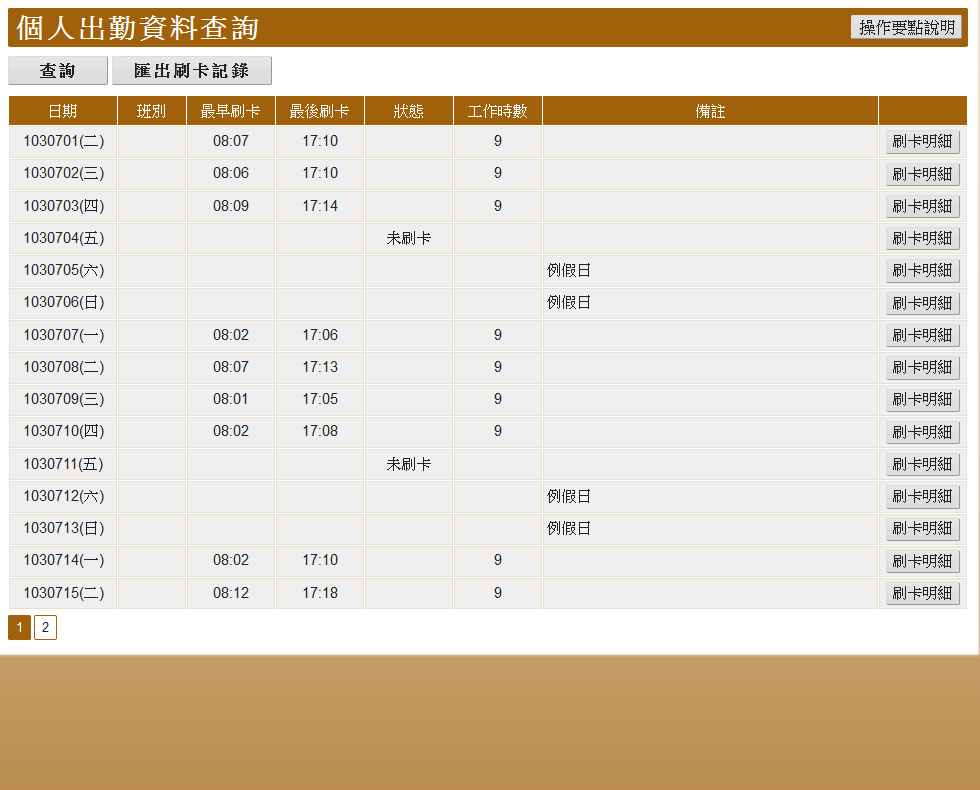 個人出勤資料查詢 操作要點說明
查詢 匯出刷卡記錄
日期 班別 最早刷卡 最後刷卡 狀態 工作時數 備註
1030701(二) 08:07 17:10 9 刷卡明細
1030702(三) 08:06 17:10 9 刷卡明細
1030703(四) 08:09 17:14 9 刷卡明細
1030704(五) 未刷卡 刷卡明細
1030705(六) 例假日 刷卡明細
1030706(日) 例假日 刷卡明細
1030707(一) 08:02 17:06 9 刷卡明細
1030708(二) 08:07 17:13 9 刷卡明細
1030709(三) 08:01 17:05 9 刷卡明細
1030710(四) 08:02 17:08 9 刷卡明細
1030711(五) 未刷卡 刷卡明細
1030712(六) 例假日 刷卡明細
1030713(日) 例假日 刷卡明細
1030714(一) 08:02 17:10 9 刷卡明細
1030715(二) 08:12 17:18 9 刷卡明細
1 2